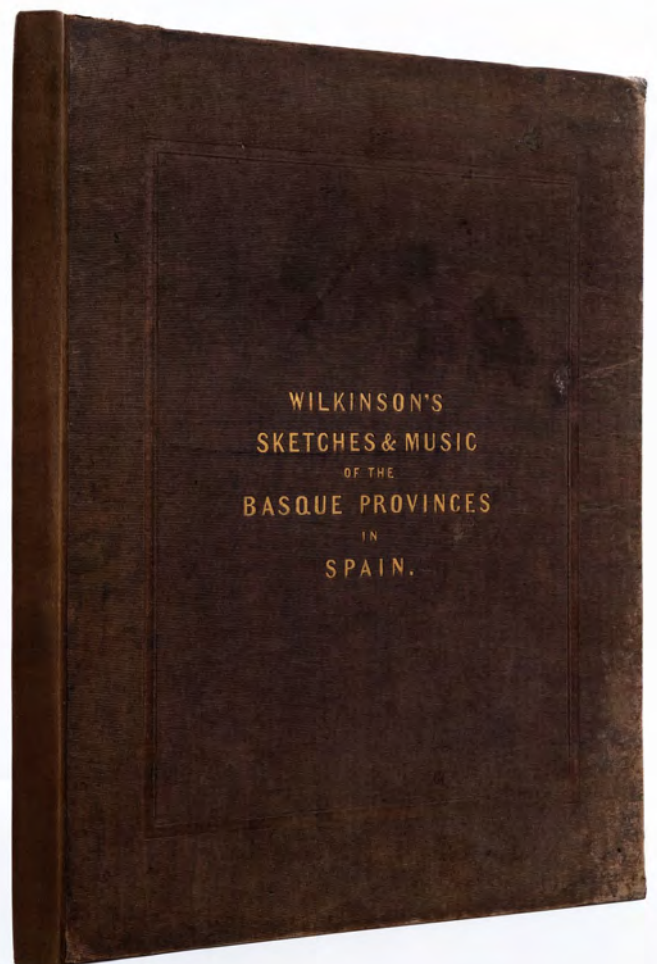 WILKINSON'S
SKETCHES & MUSIC
OF THE
BASQUE PROVINCES
IN
SPAIN.